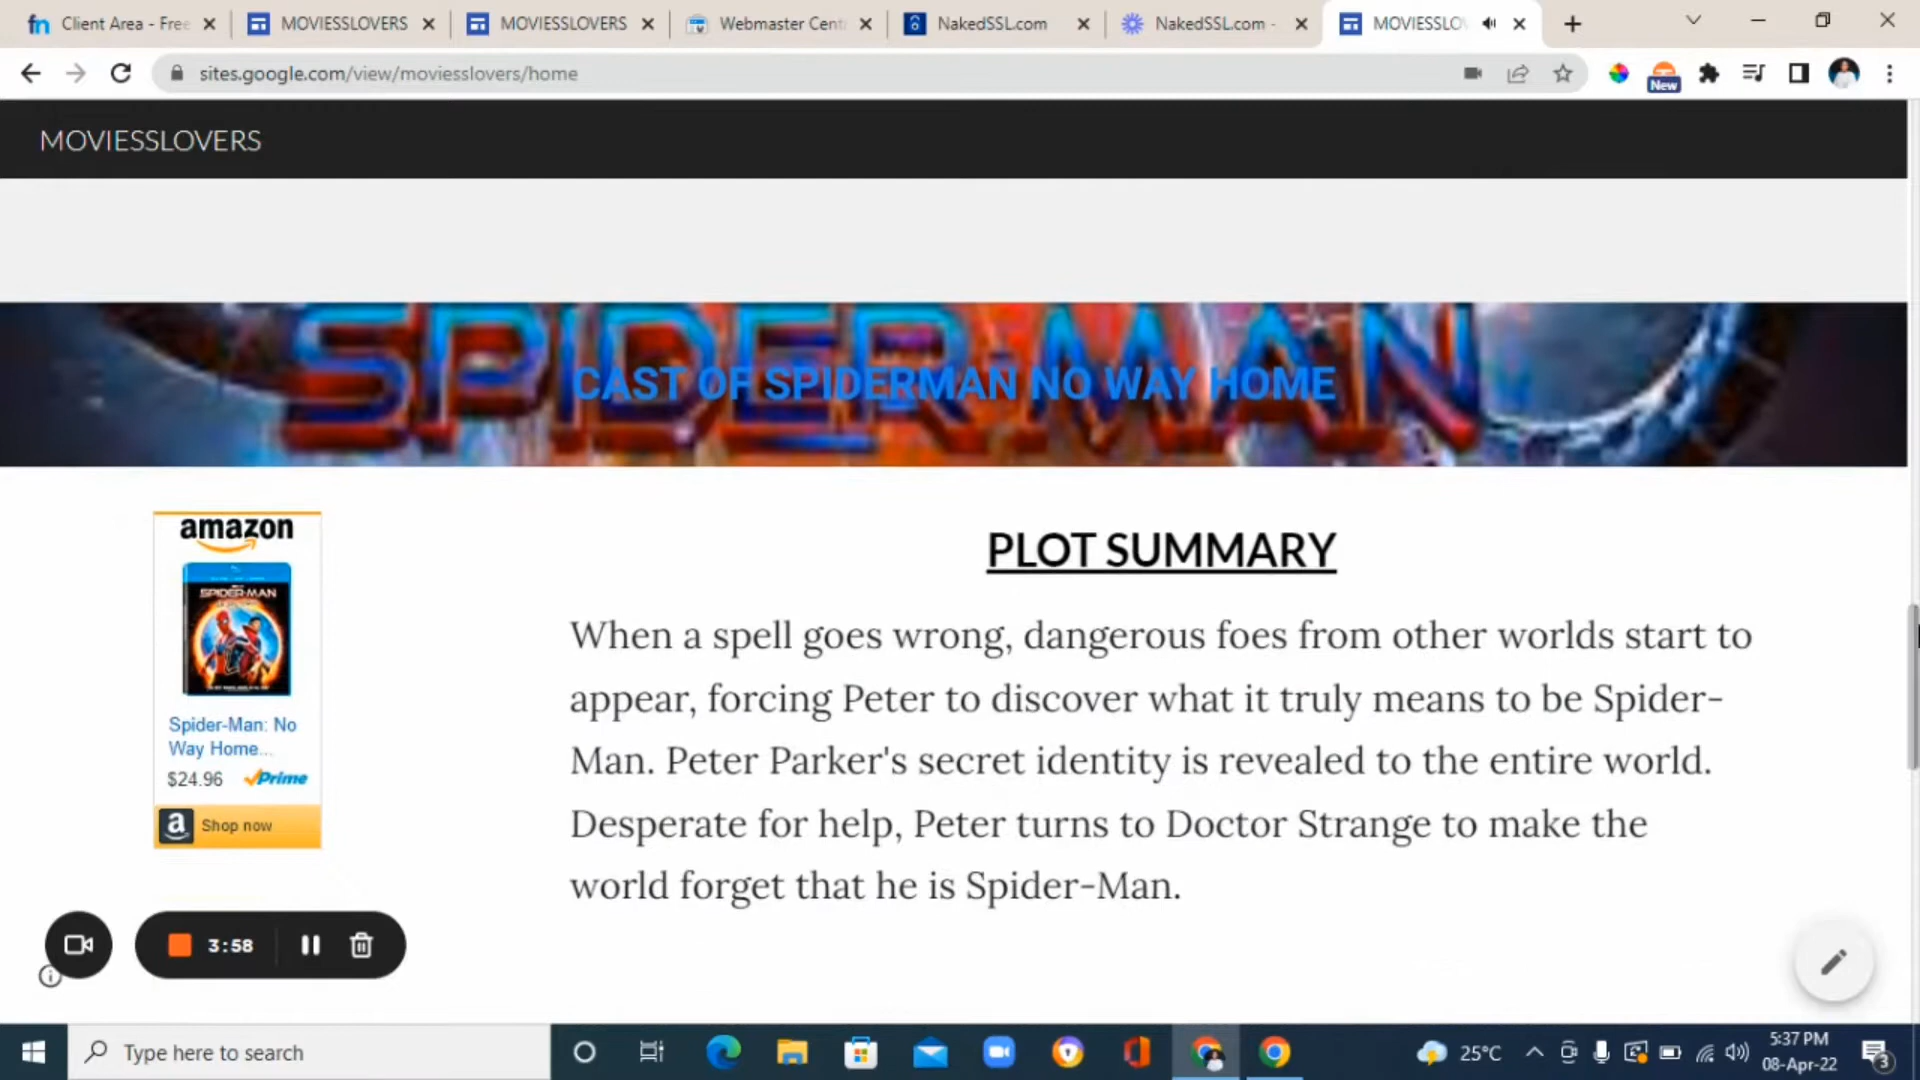 Client Area - Free
MOVIESSLOVERS
MOVIESSLOVERS
Webmaster Cent
NakedSSL.com
NakedSSL.com -
MOVIESSLO
sites.google.com/view/moviesslovers/home
New
MOVIESSLOVERS
SPIDER-MAN
CAST OF SPIDERMAN NO WAY HOME
amazon
SPIDER-MAN
Spider-Man: No
Way Home...
$24.96 Prime
Shop now
PLOT SUMMARY
When a spell goes wrong, dangerous foes from other worlds start to
appear, forcing Peter to discover what it truly means to be Spider-
Man. Peter Parker's secret identity is revealed to the entire world.
Desperate for help, Peter turns to Doctor Strange to make the
world forget that he is Spider-Man.
3:58
Type here to search
25°C
5:37 PM
08-Apr-22
3